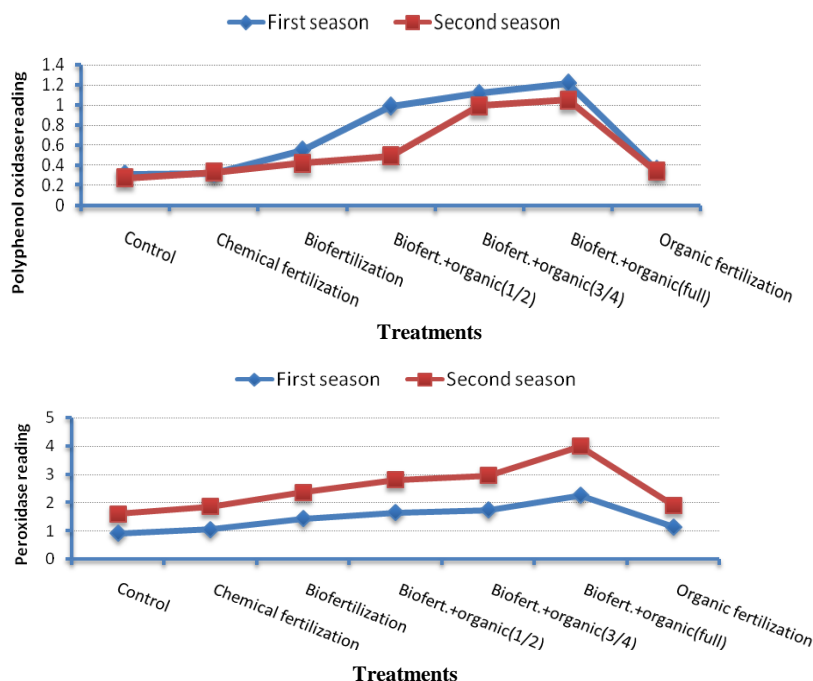 First season Second season
Polyphenol oxidasereading
1.4
1.2
1
0.8
0.6
0.4
0.2
0
Control
Chemical fertilization
Biofertilization
Biofert.+organic(1/2)
Biofert.+organic(3/4)
Biofert.+organic(full)
Organic fertilization
Treatments
First season Second season
Peroxidase reading
5
4
3
2
1
0
Control
Chemical fertilization
Biofertilization
Biofert.+organic(1/2)
Biofert.+organic(3/4)
Biofert.+organic(full)
Organic fertilization
Treatments